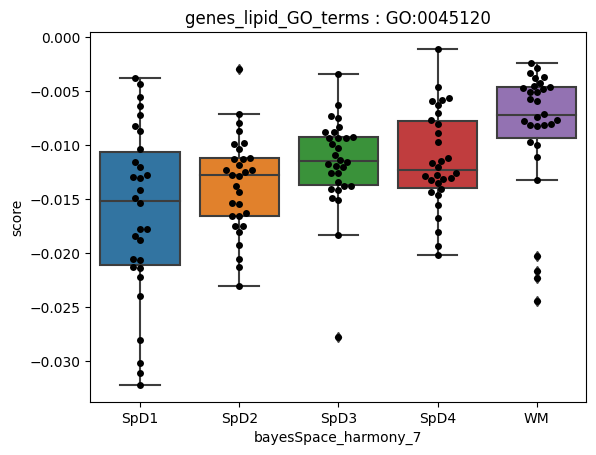 genes_lipid_GO_terms : GO:0045120
0.000
−0.005
−0.010
−0.015
−0.020
−0.025
−0.030
score
SpD1 SpD2 SpD3 SpD4 WM
bayesSpace_harmony_7